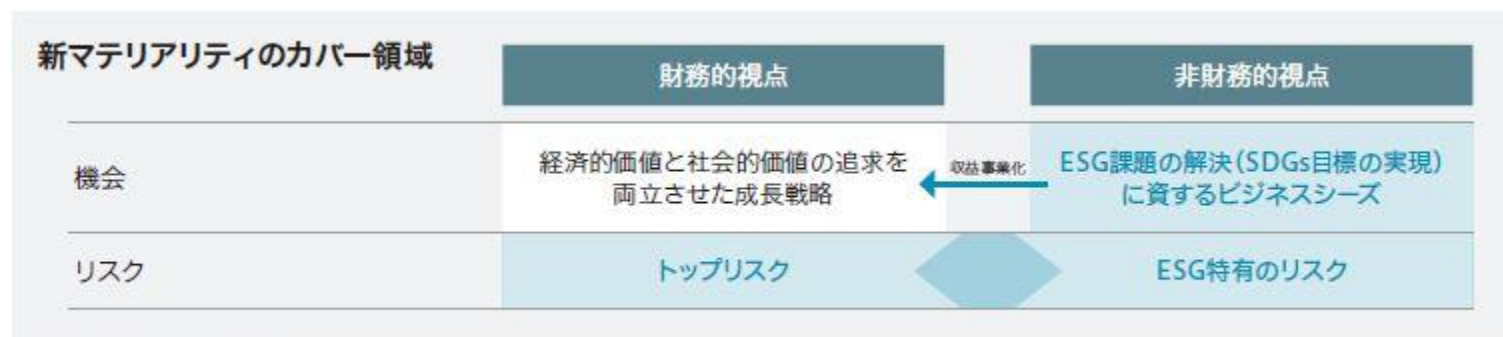 新マテリアリティのカバー領域
財務的視点
非財務的視点
機会
経済的価値と社会的価値の追求を
両立させた成長戦略
収益事業化
ESG課題の解決（SDGs目標の実現）
に資するビジネスシーズ
リスク
トップリスク
ESG特有のリスク